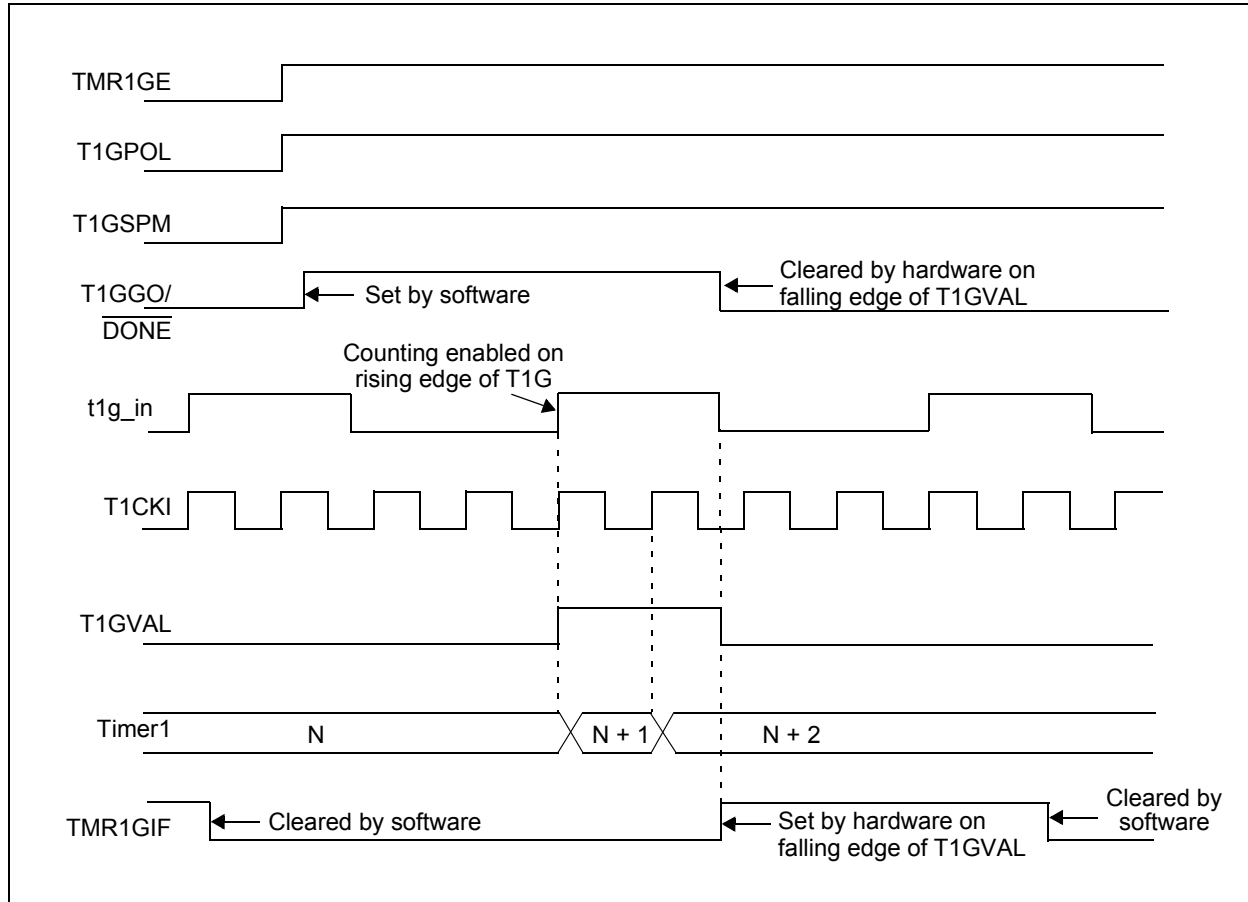 TMR1GE
T1GPOL
T1GSPM
T1GGO/
DONE
Set by software
Cleared by hardware on
falling edge of T1GVAL
Counting enabled on
rising edge of T1G
t1g_in
T1CKI
T1GVAL
Timer1
N
N + 1
N + 2
TMR1GIF
Cleared by software
Set by hardware on
falling edge of T1GVAL
Cleared by
software